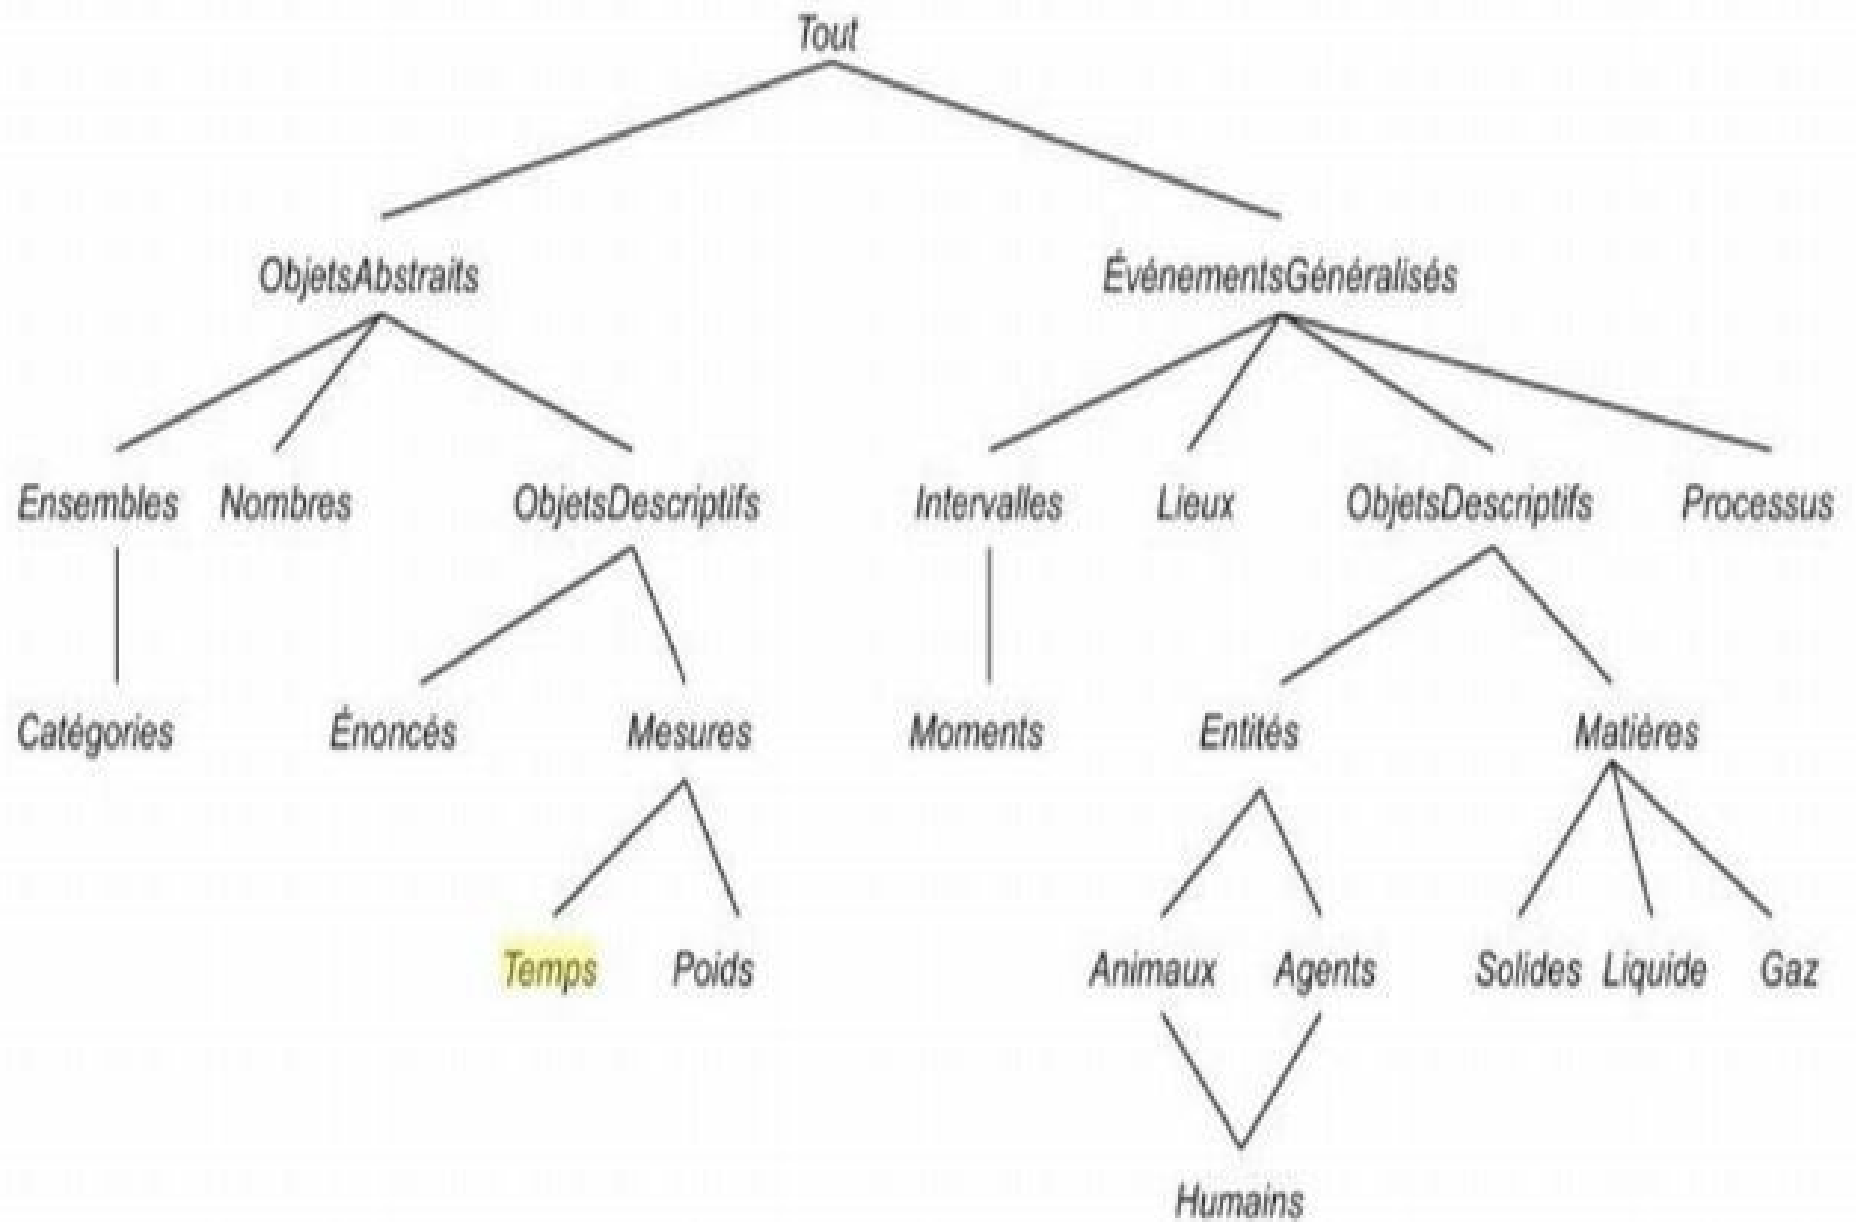 Tout
ObjetsAbstraits ÉvénementsGénéralisés
Ensembles Nombres ObjetsDescriptifs Intervalles Lieux ObjetsDescriptifs Processus
Catégories Énoncés Mesures Moments Entités Matières
Temps Poids Animaux Agents Solides Liquide Gaz
Humains